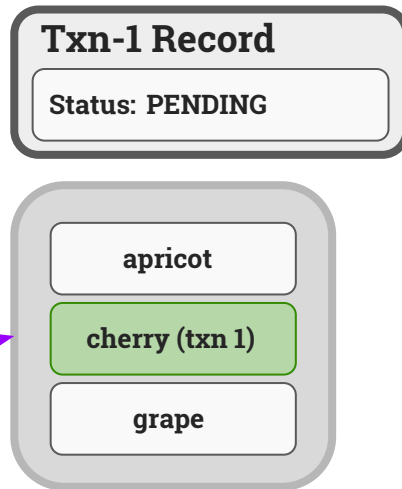 Txn-1 Record
Status: PENDING
apricot
cherry (txn 1)
grape